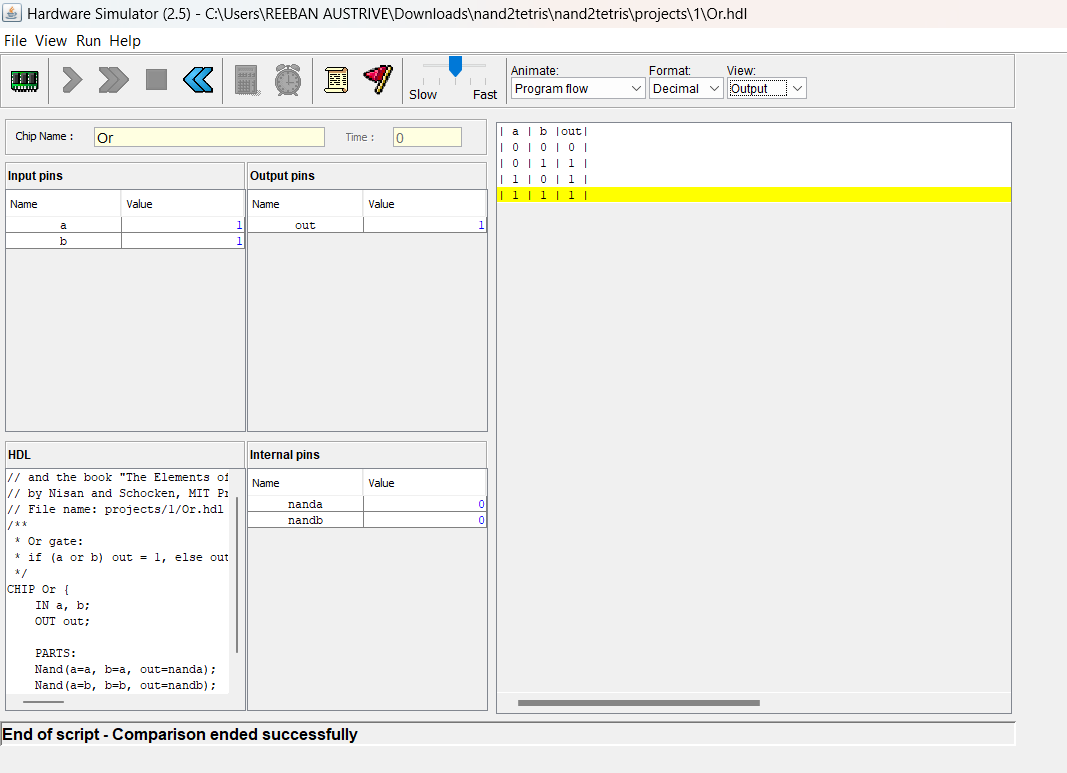 Hardware Simulator (2.5) - C:\Users\REEBAN AUSTRIVE\Downloads\nand2tetris\nand2tetris\projects\1\Or.hdl
File View Run Help
Slow Fast
Animate: Format: View:
Program flow Decimal Output
Chip Name : Or Time : 0
Input pins
Name Value
a 1
b 1
Output pins
Name Value
out 1
HDL
// and the book "The Elements of
// by Nisan and Schocken, MIT Pr
// File name: projects/1/Or.hdl
/**
* Or gate:
* if (a or b) out = 1, else out
*/
CHIP Or {
IN a, b;
OUT out;
PARTS:
Nand(a=a, b=a, out=nanda);
Nand(a=b, b=b, out=nandb);
Internal pins
Name Value
nanda 0
nandb 0
| a | b |out|
| 0 | 0 | 0 |
| 0 | 1 | 1 |
| 1 | 0 | 1 |
| 1 | 1 | 1 |
End of script - Comparison ended successfully